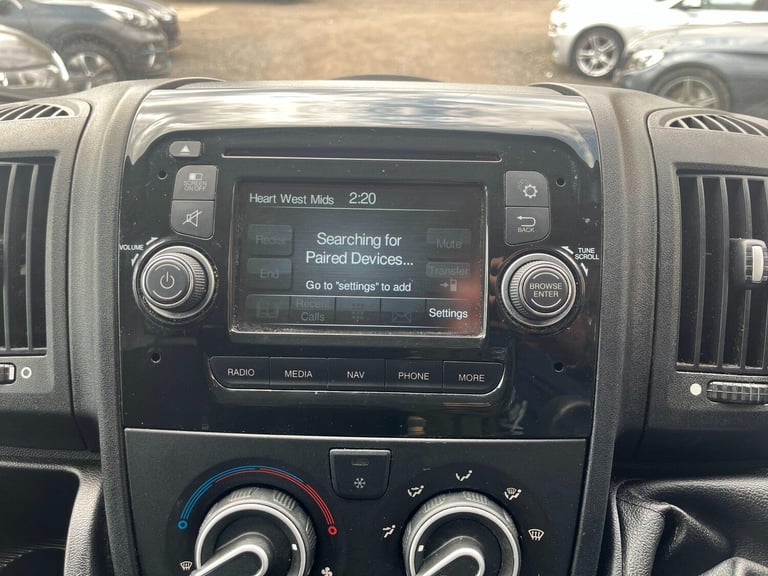 SCREEN
ON/OFF
Heart West Mids 2:20
Redial
Searching for
Paired Devices...
Mute
End
Transfer
Go to "settings" to add
Recent
Calls
Settings
VOLUME
BACK
TUNE
SCROLL
BROWSE
ENTER
RADIO
MEDIA
NAV
PHONE
MORE